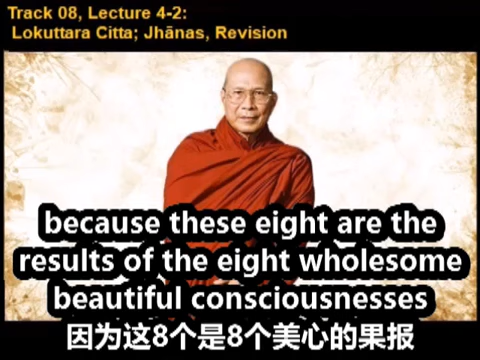 Track 08, Lecture 4-2:
Lokuttara Citta; Jhānas, Revision
because these eight are the
results of the eight wholesome
beautiful consciousnesses
因为这8个是8个美心的果报